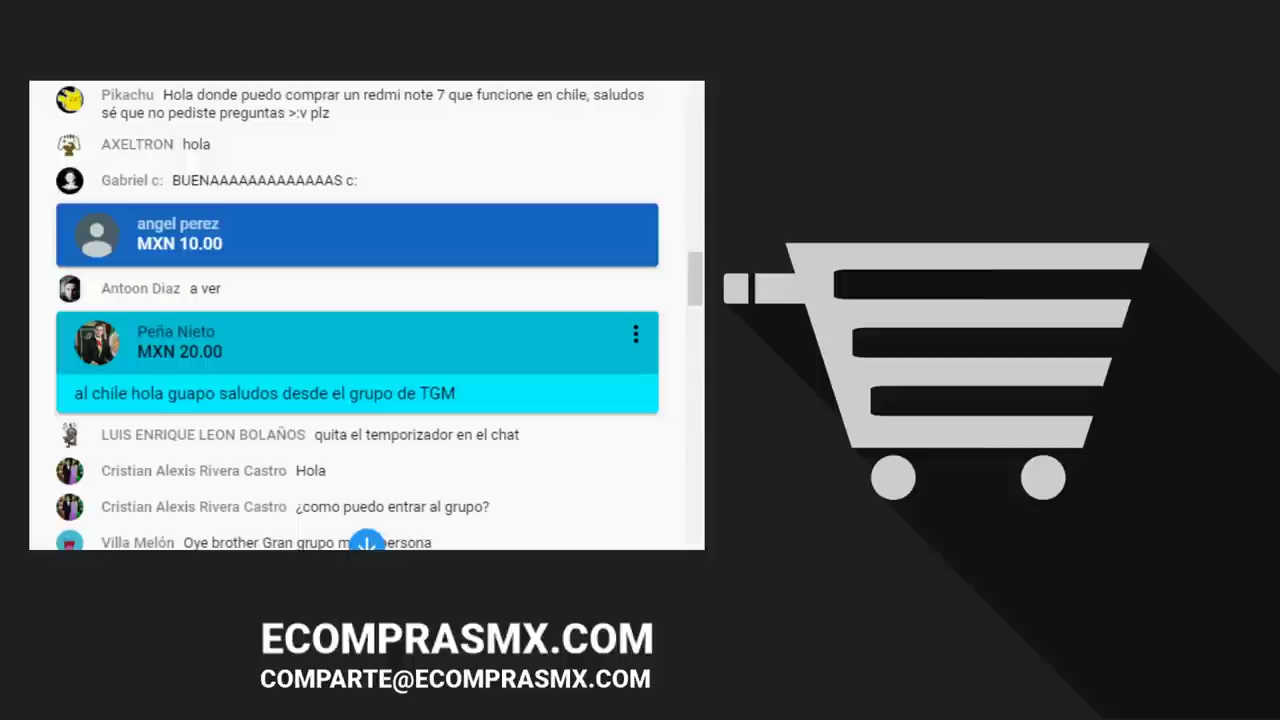 Pikachu Hola donde puedo comprar un redmi note 7 que funcione en chile, saludos
sé que no pediste preguntas >:v plz
AXELTRON hola
Gabriel c: BUENAAAAAAAAAAAAAS c:
angel perez
MXN 10.00
Antoon Diaz a ver
Peña Nieto
MXN 20.00
al chile hola guapo saludos desde el grupo de TGM
LUIS ENRIQUE LEON BOLAÑOS quita el temporizador en el chat
Cristian Alexis Rivera Castro Hola
Cristian Alexis Rivera Castro ¿como puedo entrar al grupo?
Villa Melón Oye brother Gran grupo
ECOMPRASMX.COM
COMPARTE@ECOMPRASMX.COM